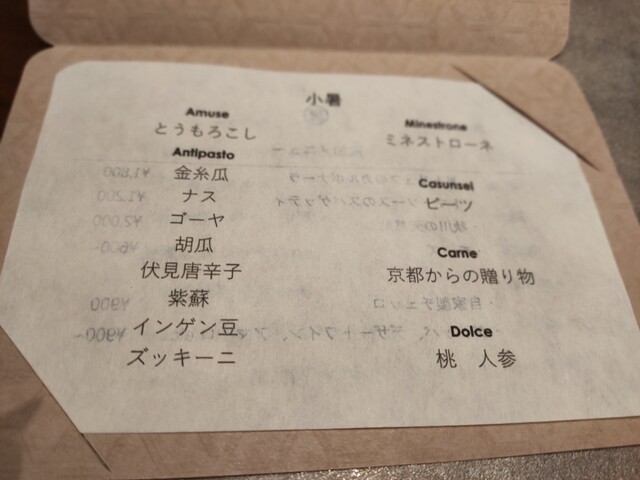 小暑
Amuse
とうもろこし
Antipasto
金糸瓜
ナス
ゴーヤ
胡瓜
伏見唐辛子
紫蘇
インゲン豆
ズッキーニ
Minestrone
ミネストローネ
Casunsei
ビーツ
Carne
京都からの贈り物
Dolce
桃　人参